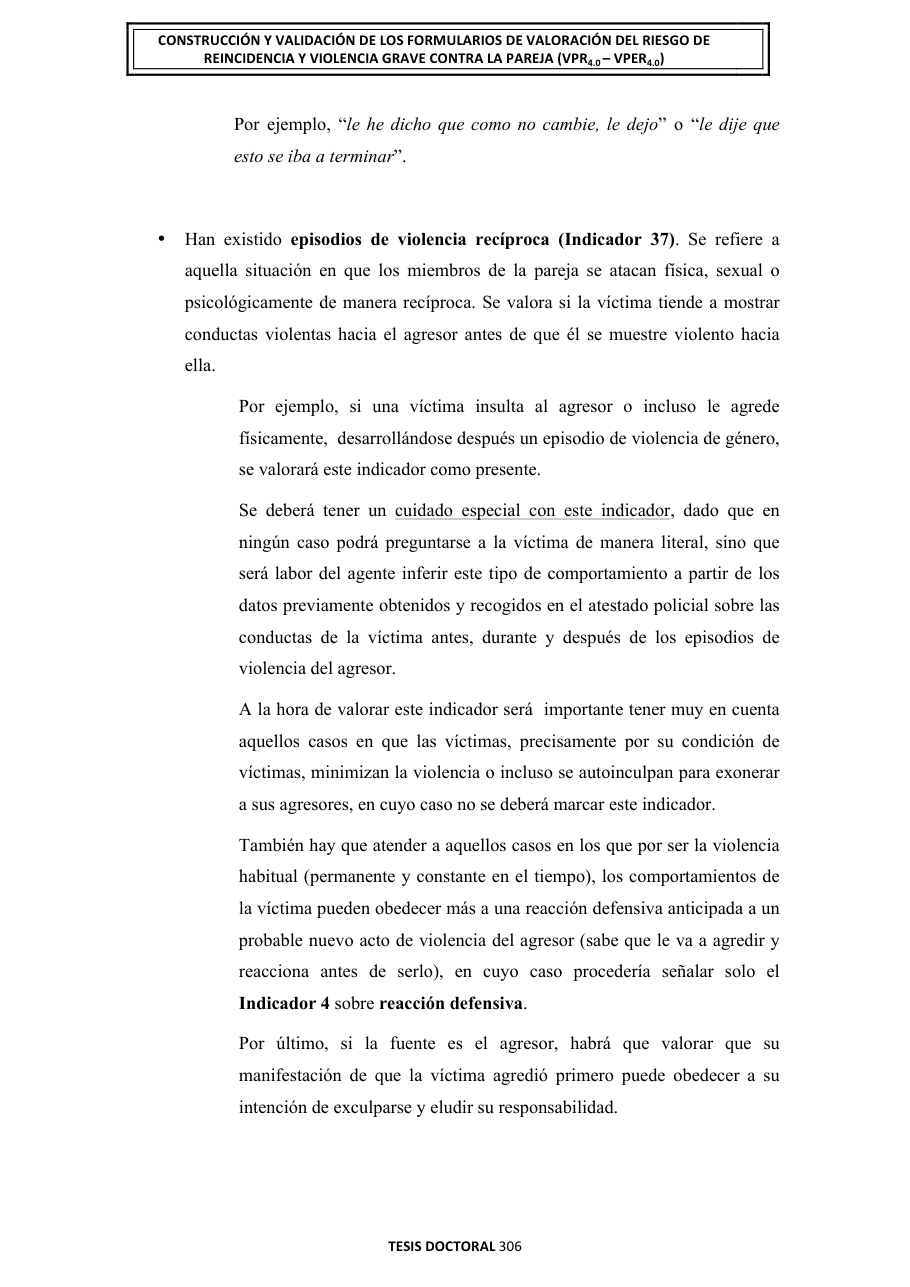 CONSTRUCCIÓN Y VALIDACIÓN DE LOS FORMULARIOS DE VALORACIÓN DEL RIESGO DE
REINCIDENCIA Y VIOLENCIA GRAVE CONTRA LA PAREJA (VPR4.0 – VPER4.0)
Por ejemplo, “le he dicho que como no cambie, le dejo” o “le dije que
esto se iba a terminar”.
• Han existido episodios de violencia recíproca (Indicador 37). Se refiere a
aquella situación en que los miembros de la pareja se atacan física, sexual o
psicológicamente de manera recíproca. Se valora si la víctima tiende a mostrar
conductas violentas hacia el agresor antes de que él se muestre violento hacia
ella.
Por ejemplo, si una víctima insulta al agresor o incluso le agrede
físicamente, desarrollándose después un episodio de violencia de género,
se valorará este indicador como presente.
Se deberá tener un cuidado especial con este indicador, dado que en
ningún caso podrá preguntarse a la víctima de manera literal, sino que
será labor del agente inferir este tipo de comportamiento a partir de los
datos previamente obtenidos y recogidos en el atestado policial sobre las
conductas de la víctima antes, durante y después de los episodios de
violencia del agresor.
A la hora de valorar este indicador será importante tener muy en cuenta
aquellos casos en que las víctimas, precisamente por su condición de
víctimas, minimizan la violencia o incluso se autoinculpan para exonerar
a sus agresores, en cuyo caso no se deberá marcar este indicador.
También hay que atender a aquellos casos en los que por ser la violencia
habitual (permanente y constante en el tiempo), los comportamientos de
la víctima pueden obedecer más a una reacción defensiva anticipada a un
probable nuevo acto de violencia del agresor (sabe que le va a agredir y
reacciona antes de serlo), en cuyo caso procedería señalar solo el
Indicador 4 sobre reacción defensiva.
Por último, si la fuente es el agresor, habrá que valorar que su
manifestación de que la víctima agredió primero puede obedecer a su
intención de exculparse y eludir su responsabilidad.
TESIS DOCTORAL 306